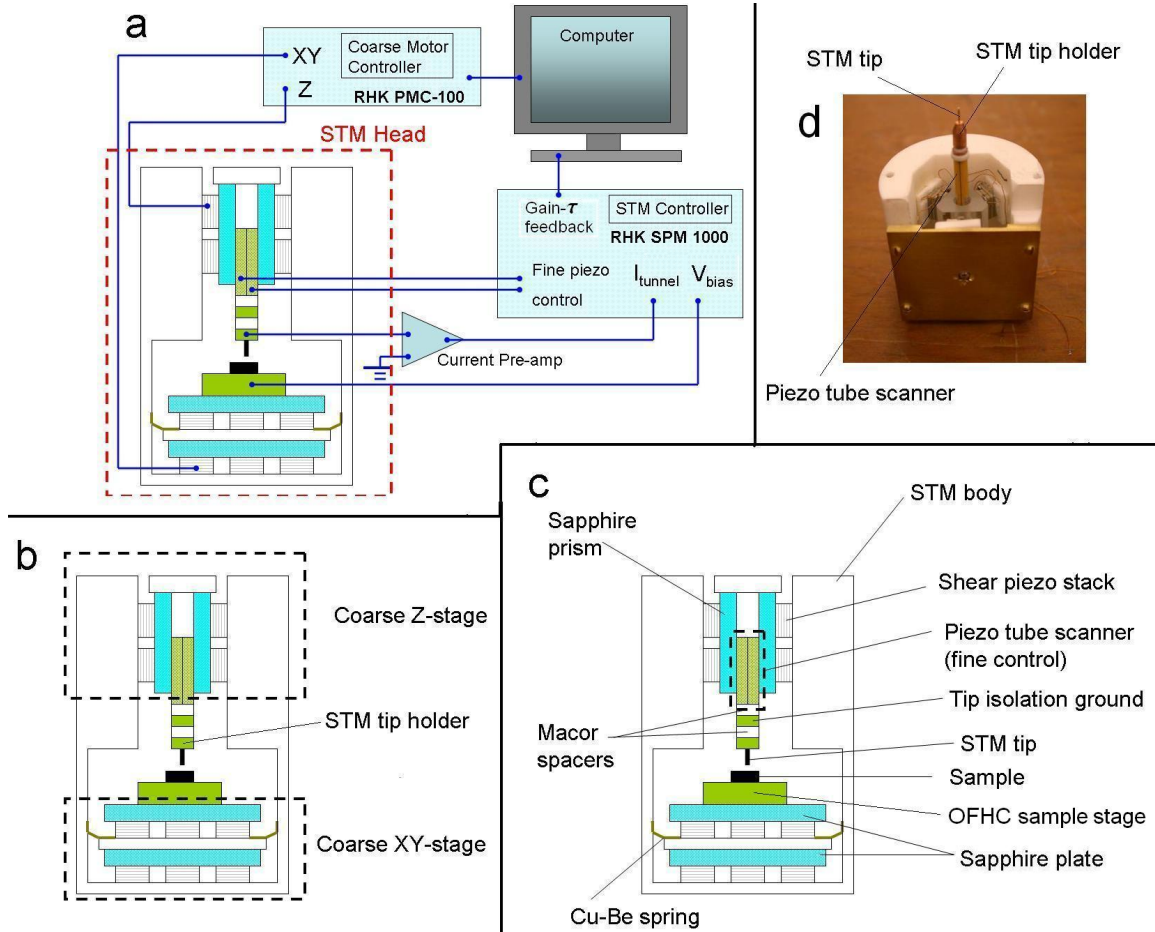 a
XY
Z
Coarse Motor
Controller
RHK PMC-100
Computer
STM Head
Gain-τ
feedback
STM Controller
RHK SPM 1000
Fine piezo
control
Itunnel
Vbias
Current Pre-amp
d
STM tip
STM tip holder
Piezo tube scanner
b
Coarse Z-stage
STM tip holder
Coarse XY-stage
c
STM body
Sapphire
prism
Shear piezo stack
Piezo tube scanner
(fine control)
Tip isolation ground
Macor
spacers
STM tip
Sample
OFHC sample stage
Sapphire plate
Cu-Be spring